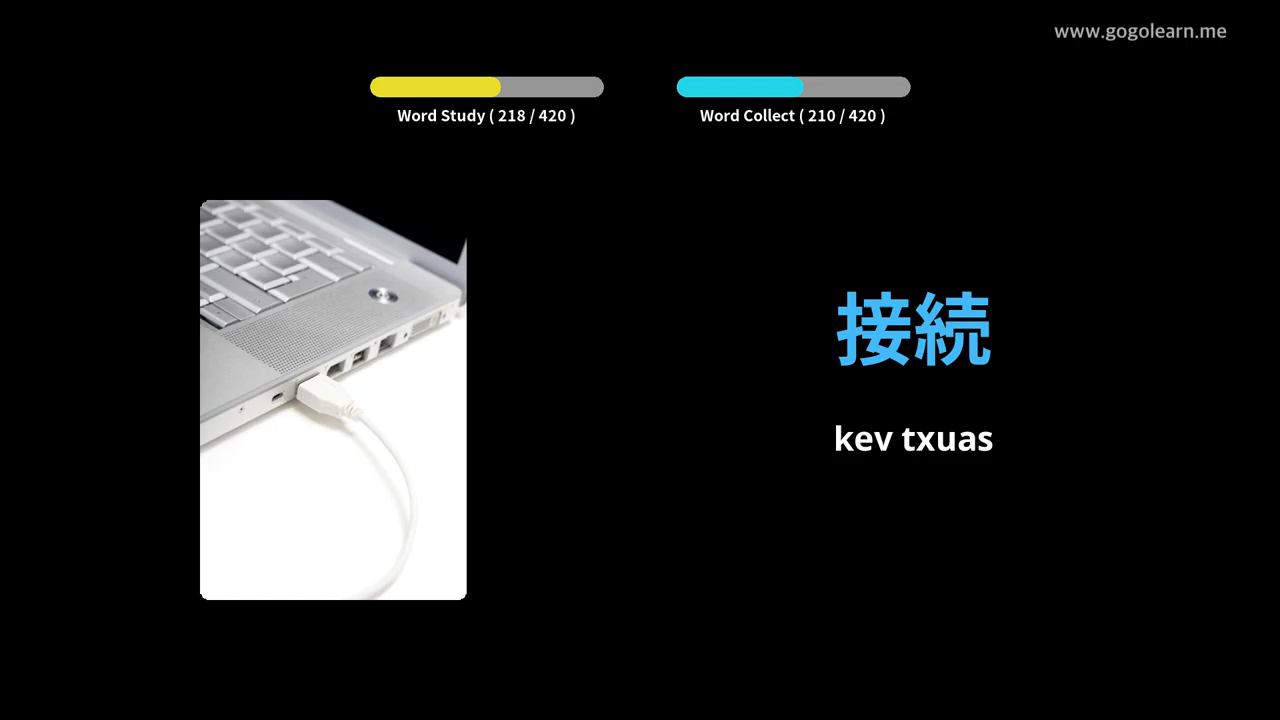 www.gogolearn.me
Word Study ( 218 / 420 )
Word Collect ( 210 / 420 )
接続
kev txuas